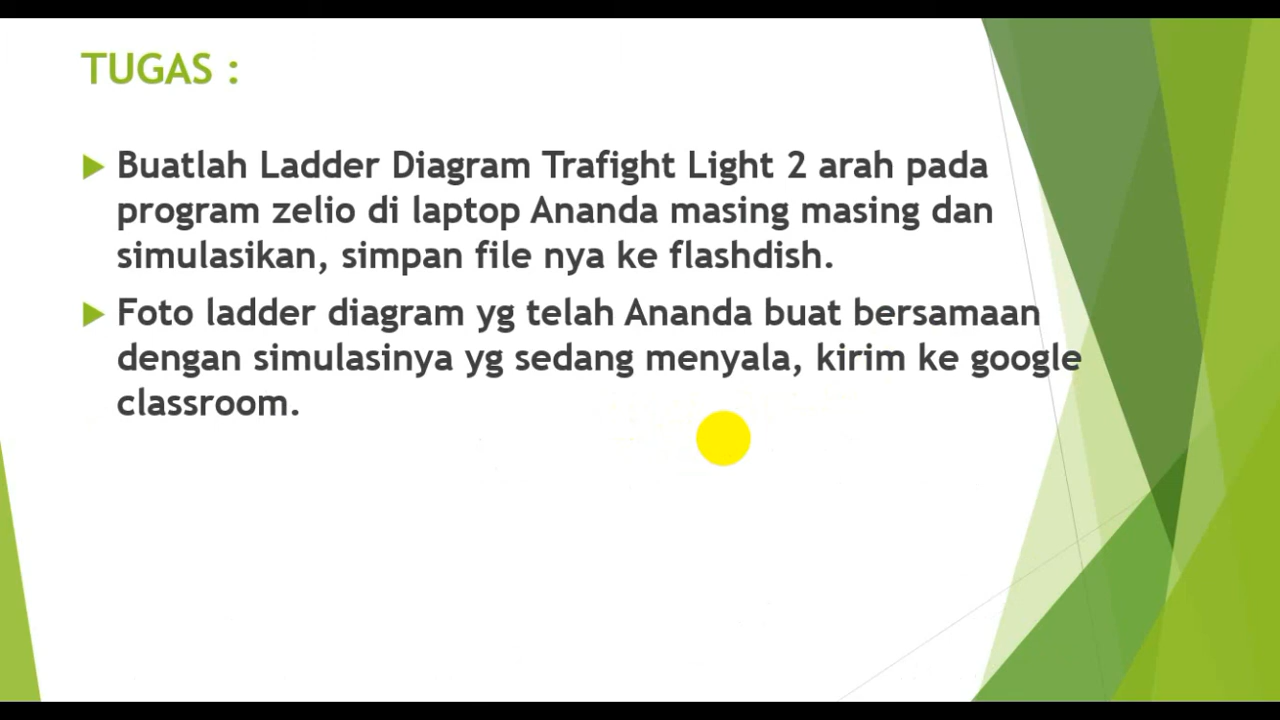 TUGAS :
Buatlah Ladder Diagram Trafight Light 2 arah pada
program zelio di laptop Ananda masing masing dan
simulasikan, simpan file nya ke flashdish.
Foto ladder diagram yg telah Ananda buat bersamaan
dengan simulasinya yg sedang menyala, kirim ke google
classroom.